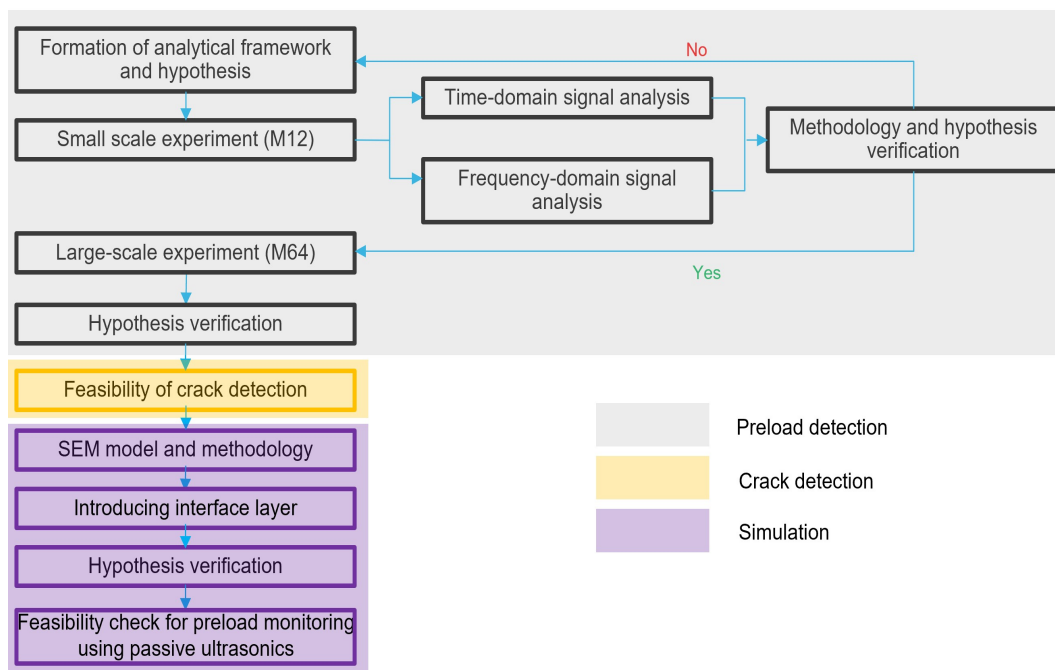 Formation of analytical framework
and hypothesis
No
Time-domain signal analysis
Small scale experiment (M12)
Methodology and hypothesis
verification
Frequency-domain signal
analysis
Large-scale experiment (M64)
Yes
Hypothesis verification
Feasibility of crack detection
SEM model and methodology
Introducing interface layer
Hypothesis verification
Feasibility check for preload monitoring
using passive ultrasonics
Preload detection
Crack detection
Simulation